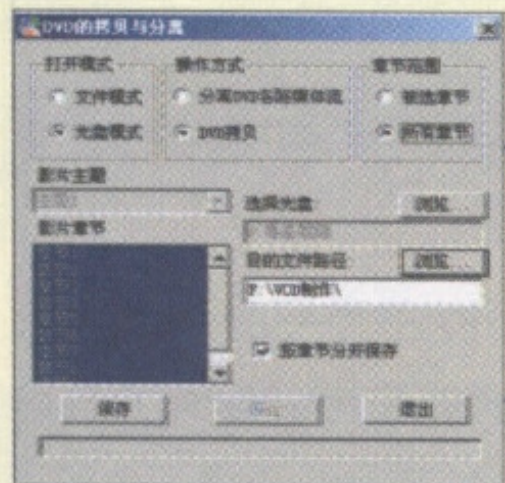 DVD的拷贝与分离
打开模式 操作方式 章节范围
文件模式 分离DVD各路媒体流 被选章节
光盘模式 DVD拷贝 所有章节
影片主题
选择光盘 浏览
影片章节
目的文件路径 浏览
F:\VCD制作\
按章节分开保存
保存 退出